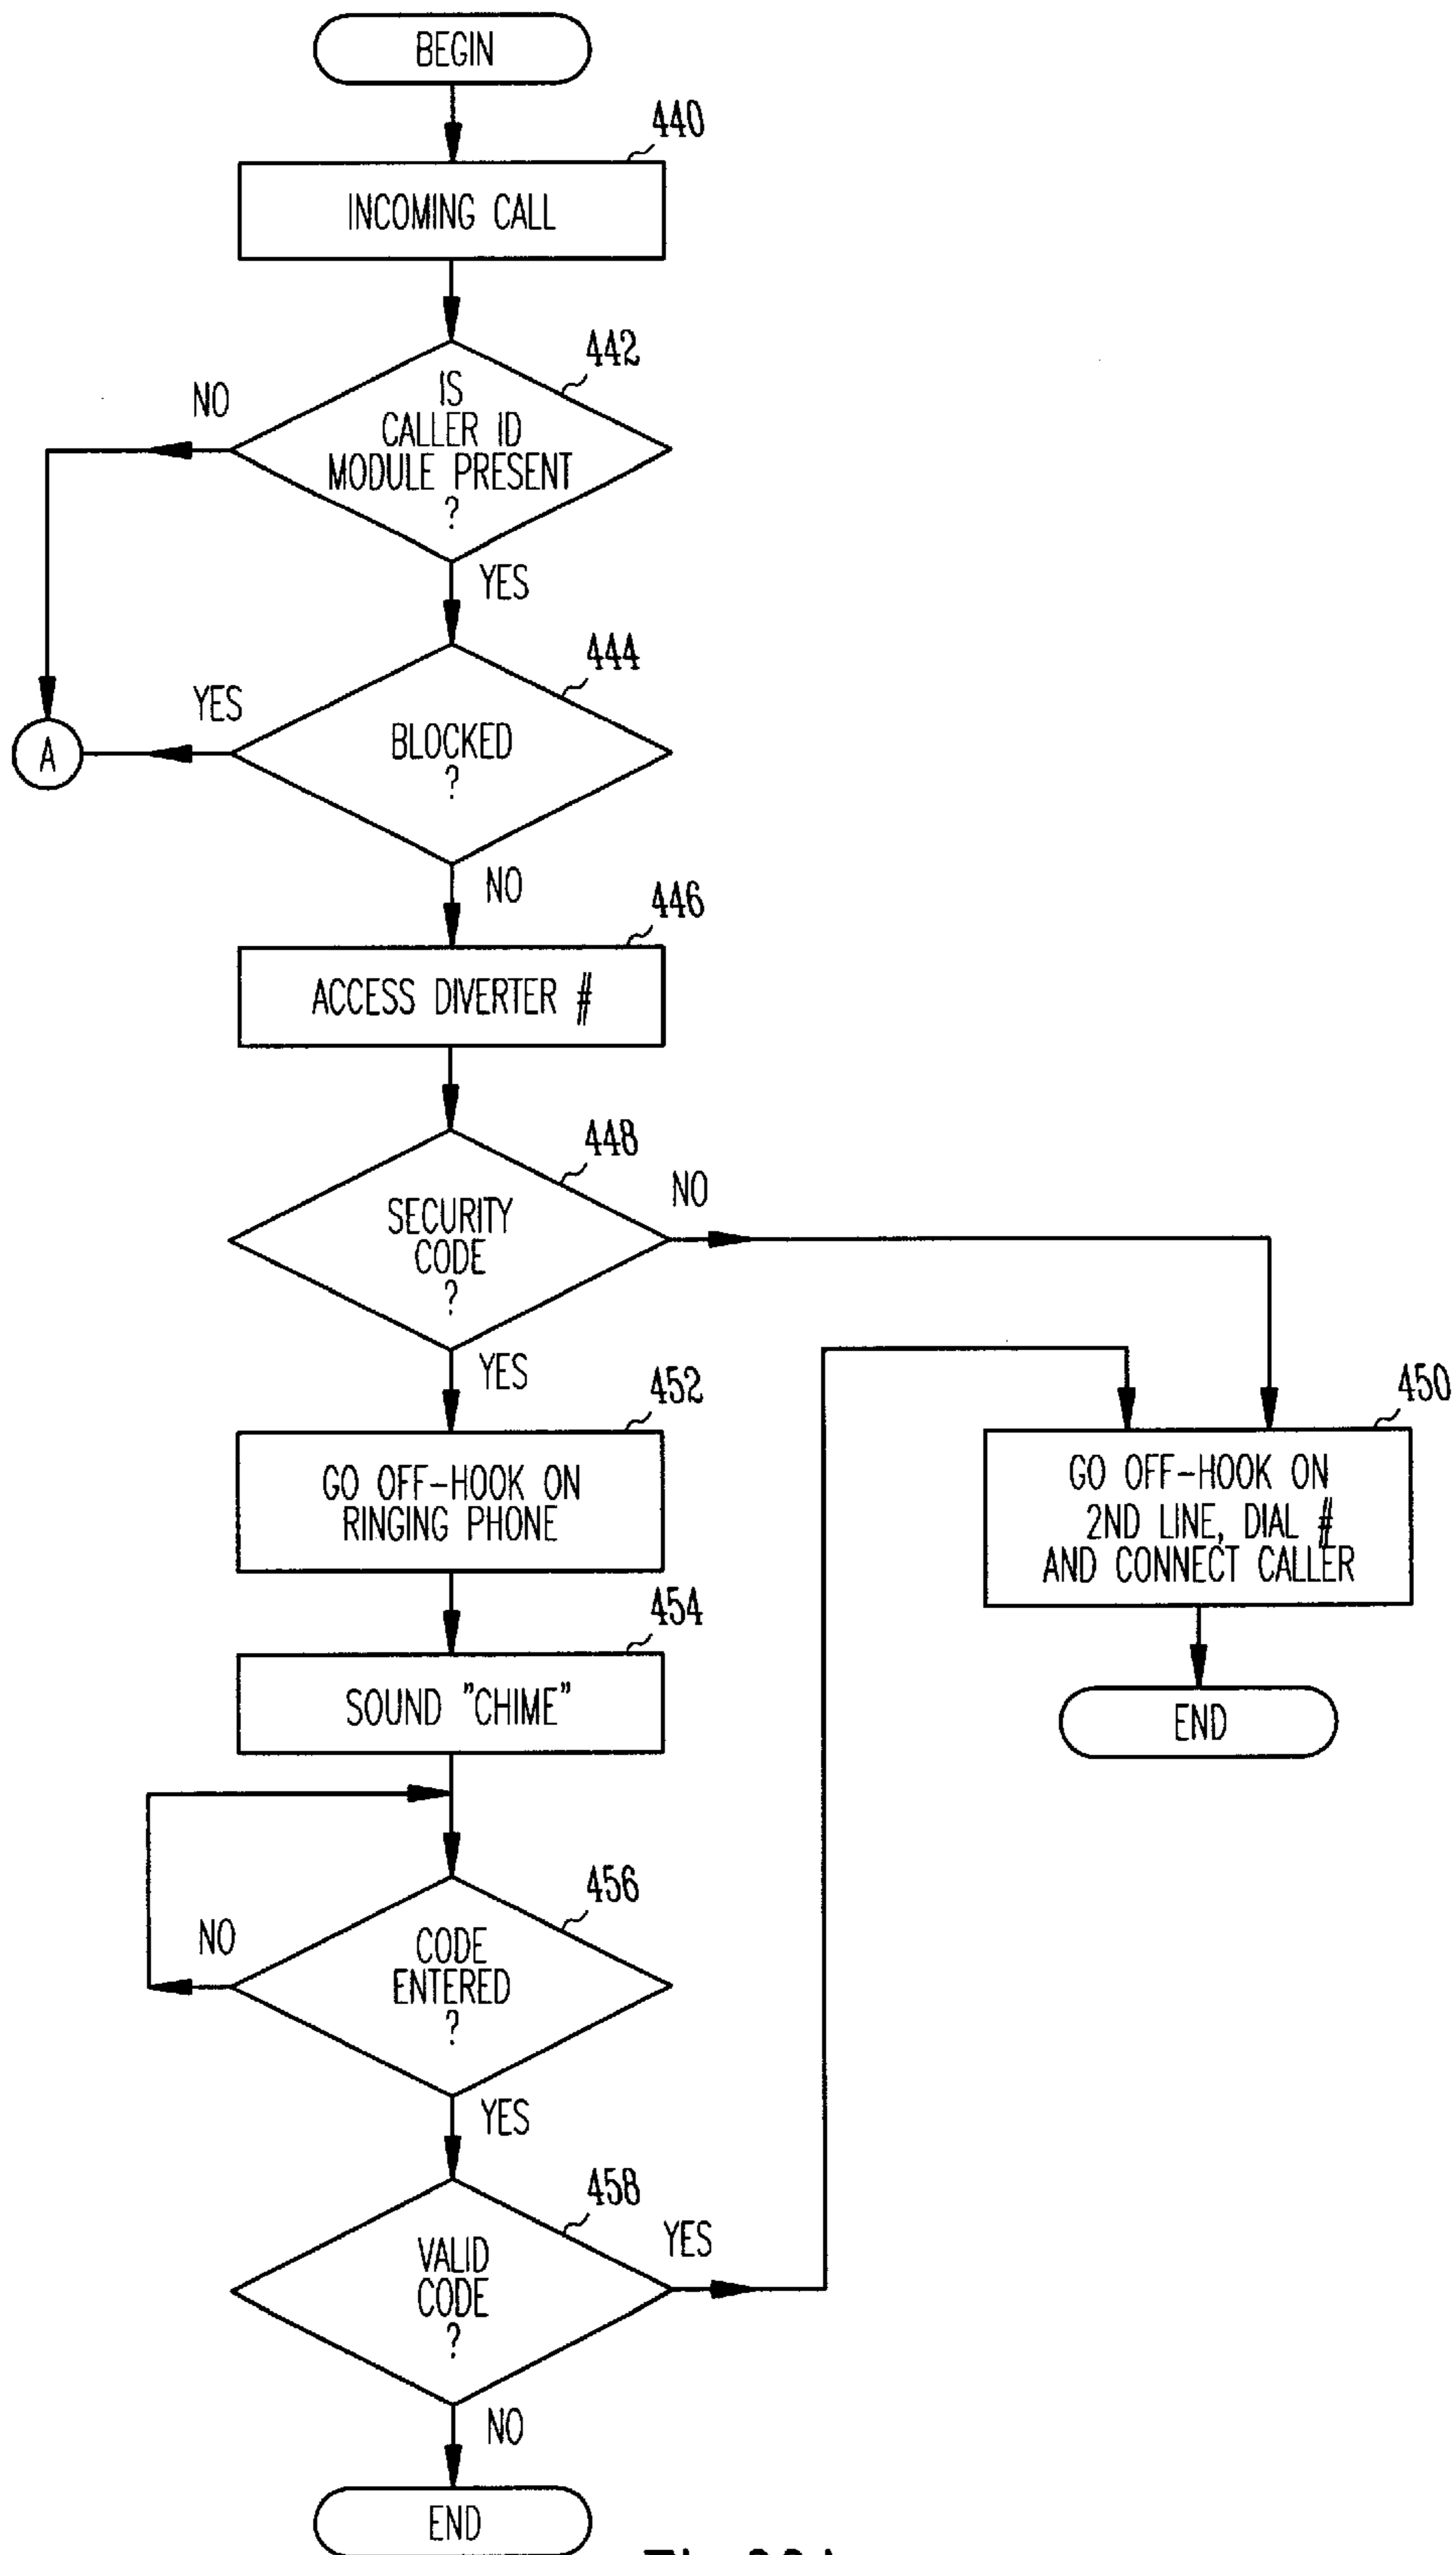 BEGIN
440
INCOMING CALL
442
IS
CALLER ID
MODULE PRESENT
?
NO
YES
444
BLOCKED
?
YES
A
NO
446
ACCESS DIVERTER #
448
SECURITY
CODE
?
NO
YES
452
GO OFF-HOOK ON
RINGING PHONE
450
GO OFF-HOOK ON
2ND LINE, DIAL #
AND CONNECT CALLER
454
SOUND "CHIME"
END
456
CODE
ENTERED
?
NO
YES
458
VALID
CODE
?
YES
NO
END